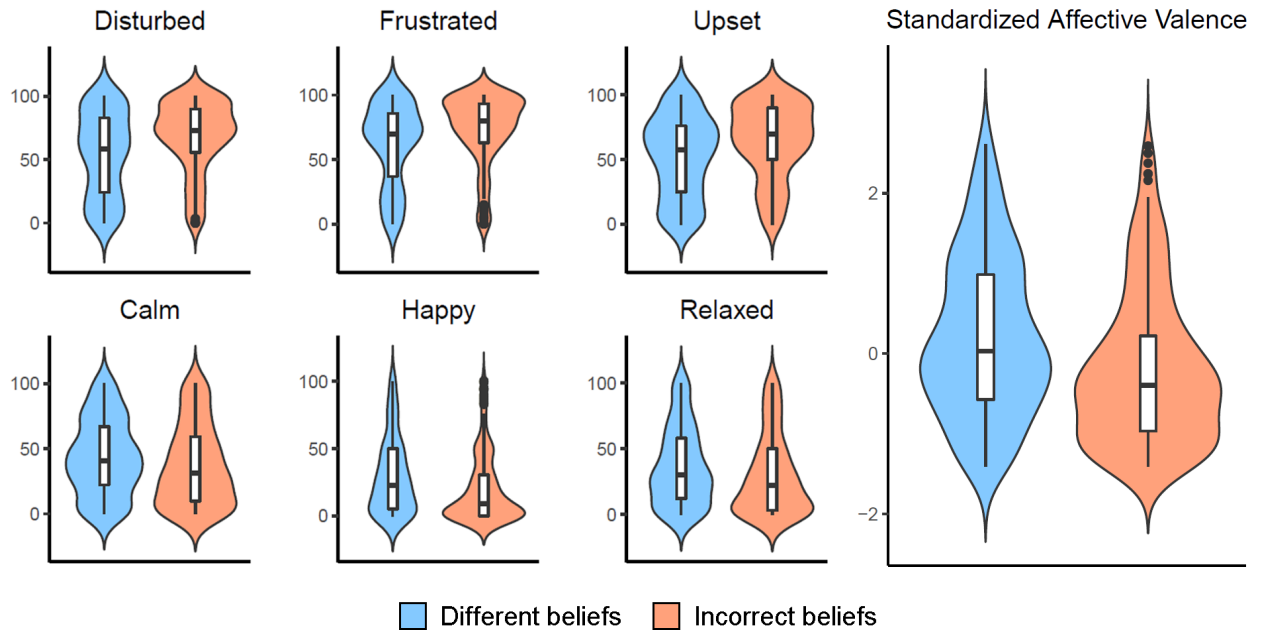 Disturbed
100
50
0
Frustrated
100
50
0
Upset
100
50
0
Standardized Affective Valence
2
0
−2
Calm
100
50
0
Happy
100
50
0
Relaxed
100
50
0
Different beliefs
Incorrect beliefs